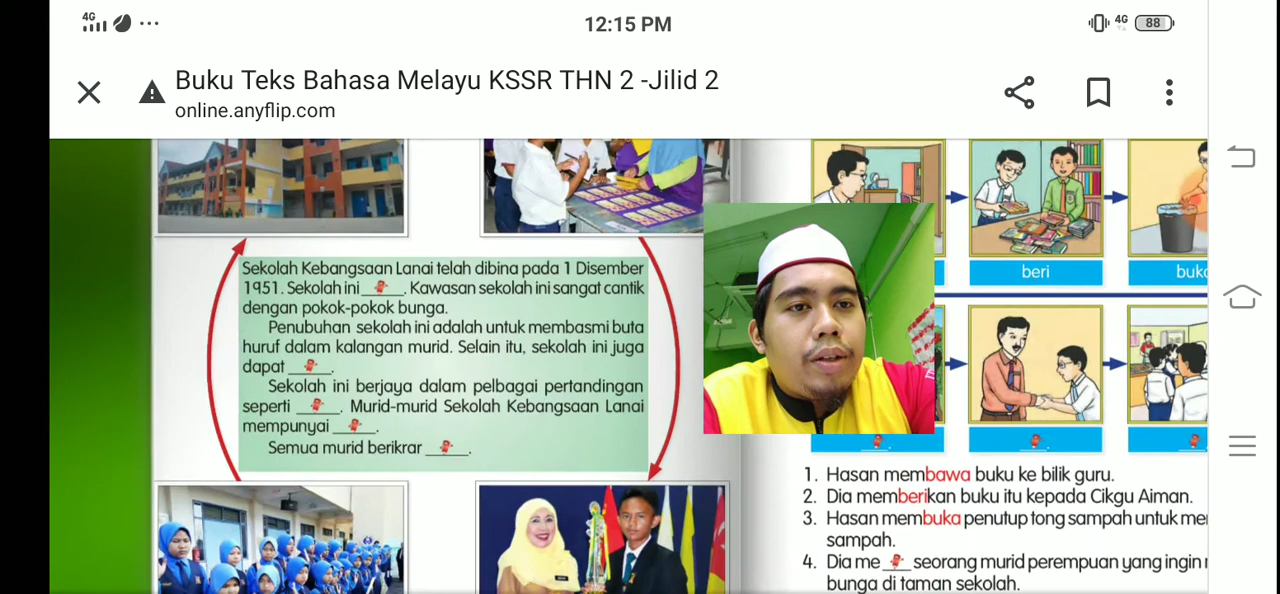 4G
12:15 PM
4G
88
Buku Teks Bahasa Melayu KSSR THN 2 -Jilid 2
online.anyflip.com
Sekolah Kebangsaan Lanai telah dibina pada 1 Disember
1951. Sekolah ini ____. Kawasan sekolah ini sangat cantik
dengan pokok-pokok bunga.
Penubuhan sekolah ini adalah untuk membasmi buta
huruf dalam kalangan murid. Selain itu, sekolah ini juga
dapat ____.
Sekolah ini berjaya dalam pelbagai pertandingan
seperti ____. Murid-murid Sekolah Kebangsaan Lanai
mempunyai ____.
Semua murid berikrar ____.
beri
buk
1. Hasan membawa buku ke bilik guru.
2. Dia memberikan buku itu kepada Cikgu Aiman.
3. Hasan membuka penutup tong sampah untuk me
sampah.
4. Dia me ____ seorang murid perempuan yang ingin
bunga di taman sekolah.